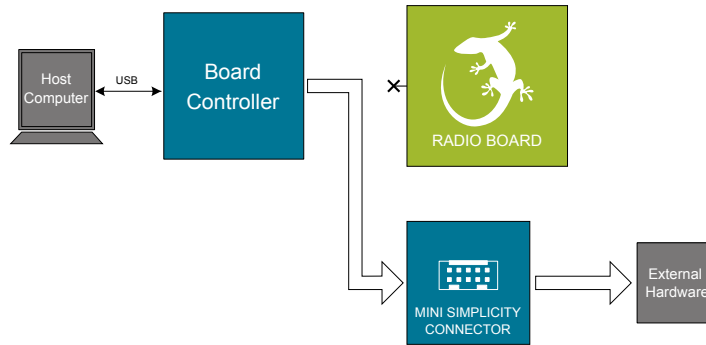 Host
Computer
USB
Board
Controller
RADIO BOARD
MINI SIMPLICITY
CONNECTOR
External
Hardware